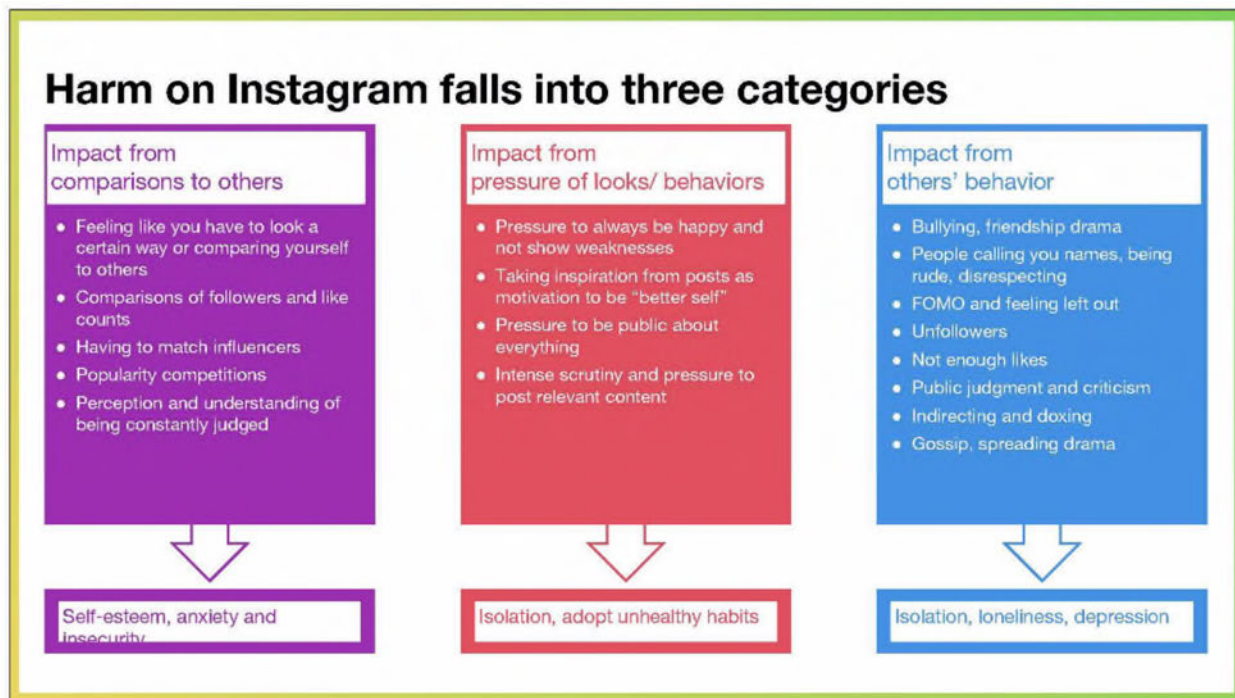 Harm on Instagram falls into three categories
Impact from
comparisons to others
• Feeling like you have to look a
certain way or comparing yourself
to others
• Comparisons of followers and like
counts
• Having to match influencers
• Popularity competitions
• Perception and understanding of
being constantly judged
Self-esteem, anxiety and
insecurity
Impact from
pressure of looks/ behaviors
• Pressure to always be happy and
not show weaknesses
• Taking inspiration from posts as
motivation to be “better self”
• Pressure to be public about
everything
• Intense scrutiny and pressure to
post relevant content
Isolation, adopt unhealthy habits
Impact from
others’ behavior
• Bullying, friendship drama
• People calling you names, being
rude, disrespecting
• FOMO and feeling left out
• Unfollowers
• Not enough likes
• Public judgment and criticism
• Indirecting and doxing
• Gossip, spreading drama
Isolation, loneliness, depression